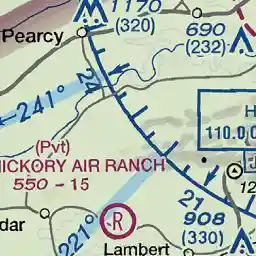 1170
(320)
690
(232)
Pearcy
24
241°
H
110.0
(Pvt)
HICKORY AIR RANCH
550 - 15
J
12
21
908
(330)
dar
221°
R
Lambert